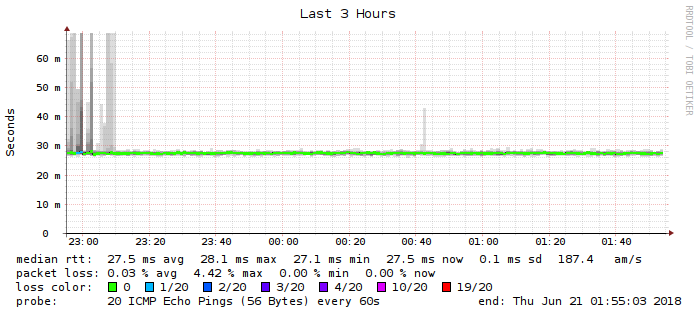 Last 3 Hours
RRDTOOL / TOBI OETIKER
Seconds
60 m
50 m
40 m
30 m
20 m
10 m
0
23:00 23:20 23:40 00:00 00:20 00:40 01:00 01:20 01:40
median rtt: 27.5 ms avg 28.1 ms max 27.1 ms min 27.5 ms now 0.1 ms sd 187.4 am/s
packet loss: 0.03 % avg 4.42 % max 0.00 % min 0.00 % now
loss color: 0 1/20 2/20 3/20 4/20 10/20 19/20
probe: 20 ICMP Echo Pings (56 Bytes) every 60s end: Thu Jun 21 01:55:03 2018